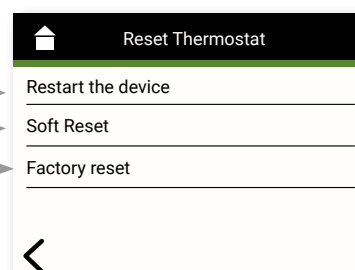 Reset Thermostat
Restart the device
Soft Reset
Factory reset